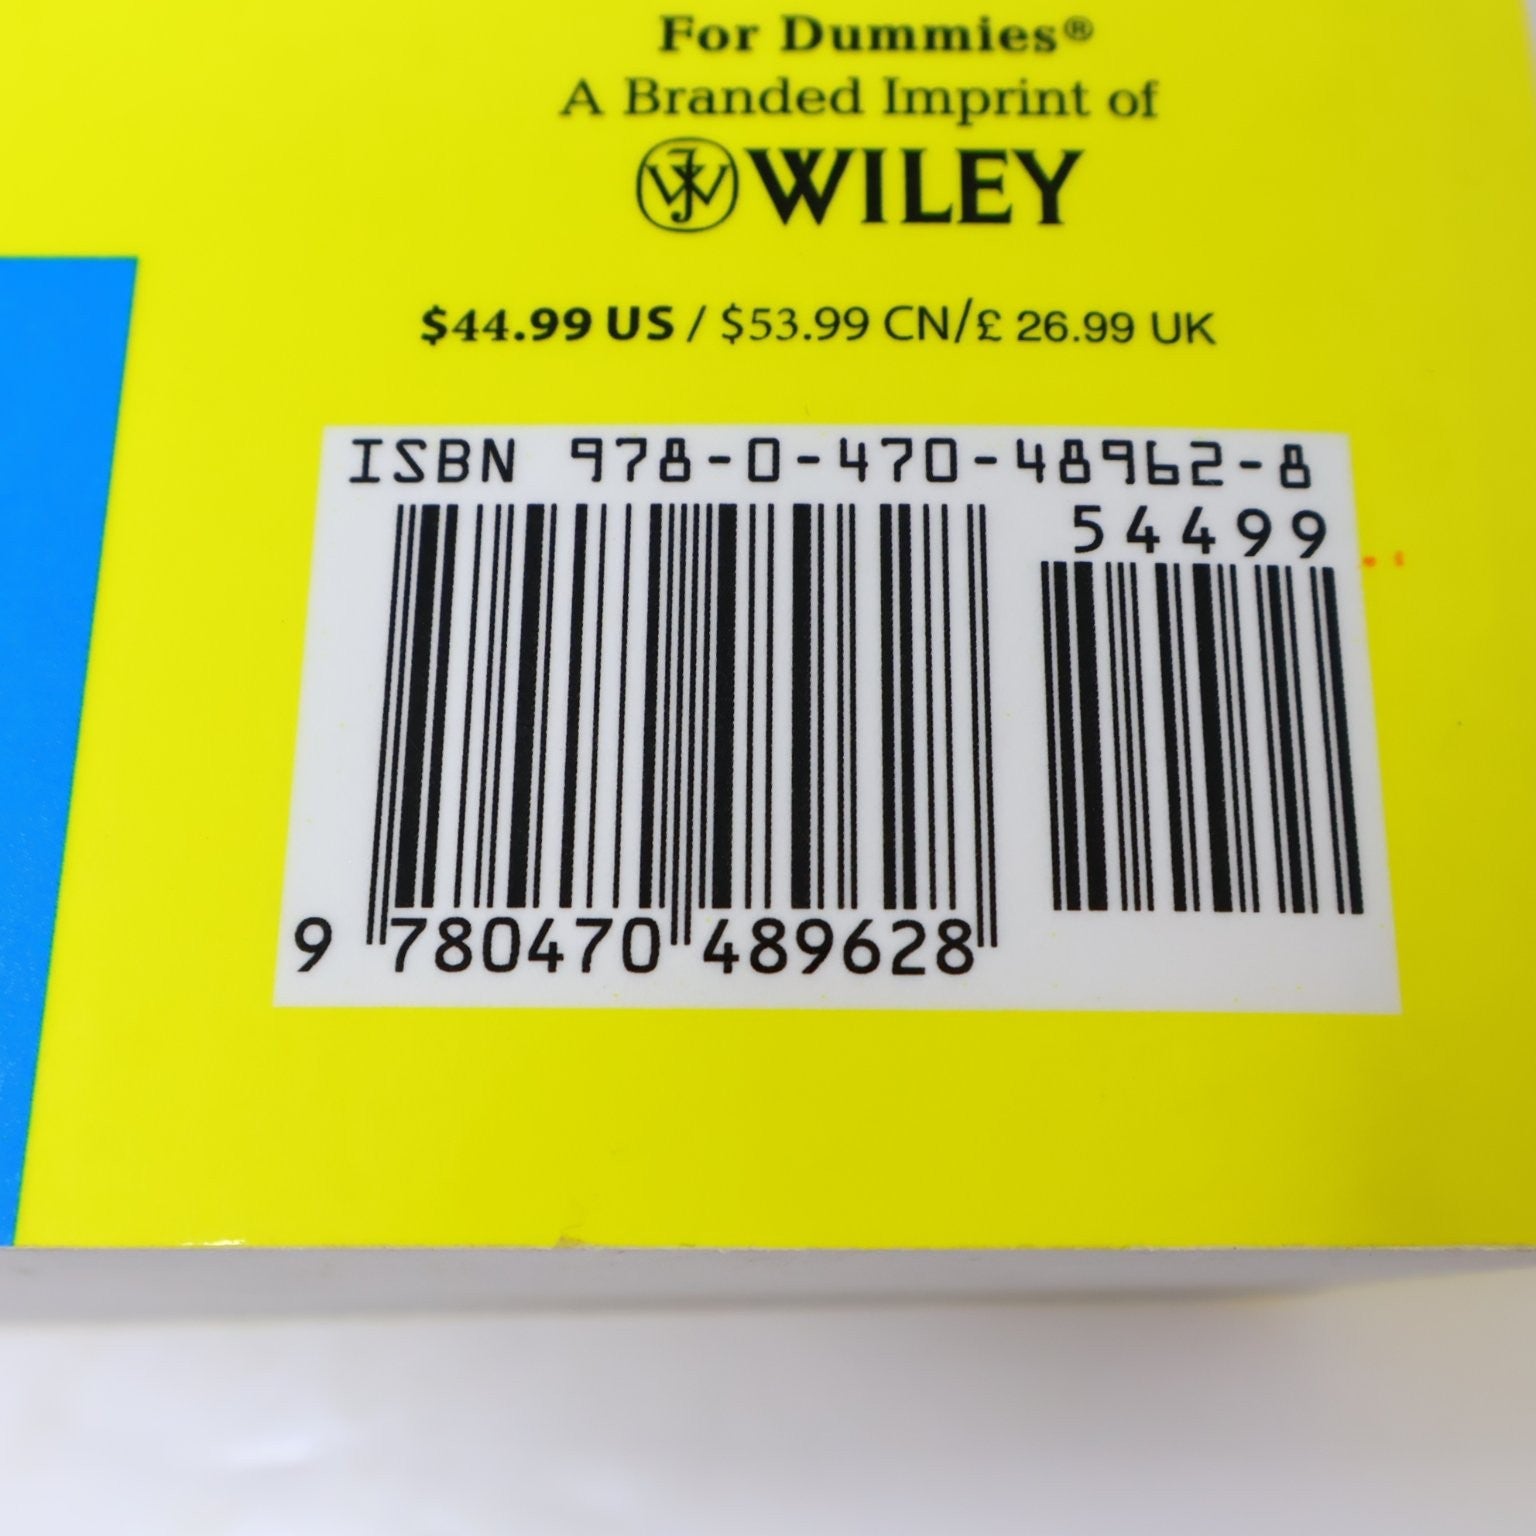 For Dummies®
A Branded Imprint of
WILEY
$44.99 US / $53.99 CN/£ 26.99 UK
ISBN 978-0-470-48962-8
54499
9 780470 489628